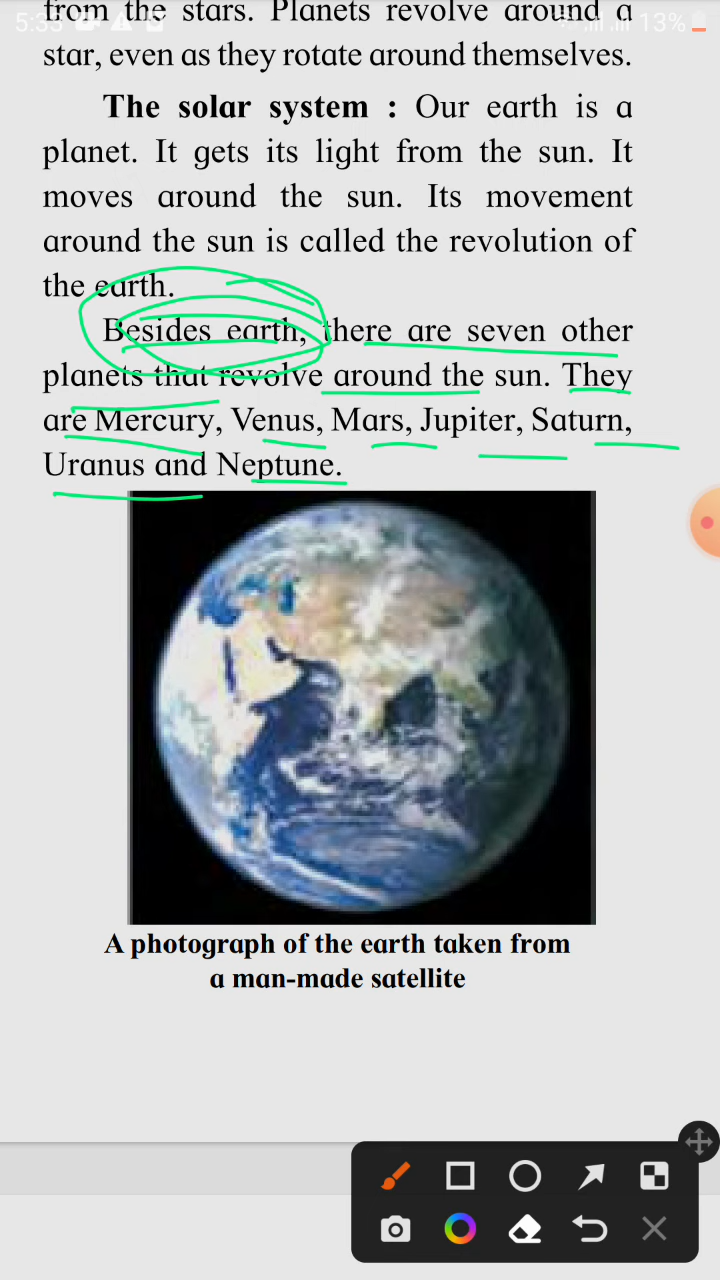 from the stars. Planets revolve around a
5:33 13%
star, even as they rotate around themselves.
The solar system : Our earth is a
planet. It gets its light from the sun. It
moves around the sun. Its movement
around the sun is called the revolution of
the earth.
Besides earth, there are seven other
planets that revolve around the sun. They
are Mercury, Venus, Mars, Jupiter, Saturn,
Uranus and Neptune.
A photograph of the earth taken from
a man-made satellite